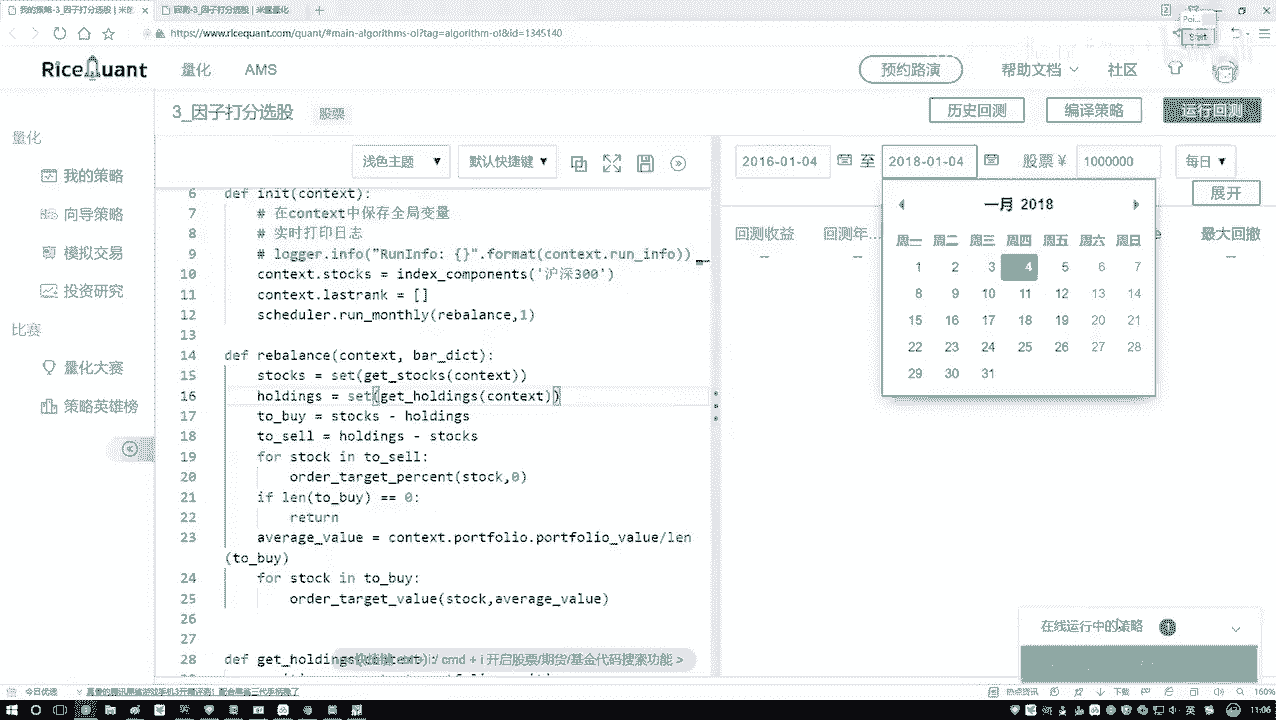 我的策略-3_因子打分选股 | 米
回测-3_因子打分选股 | 米筐量化
https://www.ricequant.com/quant/#main-algorithms-ol?tag=algorithm-ol&id=1345140
Start
RiceQuant
量化
AMS
预约路演
帮助文档
社区
量化
我的策略
向导策略
模拟交易
投资研究
比赛
量化大赛
策略英雄榜
3_因子打分选股
股票
历史回测
编译策略
运行回测
浅色主题
默认快捷键
2016-01-04
至
2018-01-04
股票 ¥
1000000
每日
展开
回测收益
回测年...
最大回撤
--
--
--
一月 2018
周一 周二 周三 周四 周五 周六 周日
1 2 3 4 5 6 7
8 9 10 11 12 13 14
15 16 17 18 19 20 21
22 23 24 25 26 27 28
29 30 31
6 def init(context):
7 # 在context中保存全局变量
8 # 实时打印日志
9 # logger.info("RunInfo: {}".format(context.run_info))
10 context.stocks = index_components('沪深300')
11 context.lastrank = []
12 scheduler.run_monthly(rebalance,1)
13
14 def rebalance(context, bar_dict):
15 stocks = set(get_stocks(context))
16 holdings = set(get_holdings(context))
17 to_buy = stocks - holdings
18 to_sell = holdings - stocks
19 for stock in to_sell:
20 order_target_percent(stock,0)
21 if len(to_buy) == 0:
22 return
23 average_value = context.portfolio.portfolio_value/len
(to_buy)
24 for stock in to_buy:
25 order_target_value(stock,average_value)
26
27
28 def get_holdings(context):
/ cmd + i 开启股票/期货/基金代码搜索功能 >
在线运行中的策略
今日优选
热点资讯
下载
160%
英
11:06